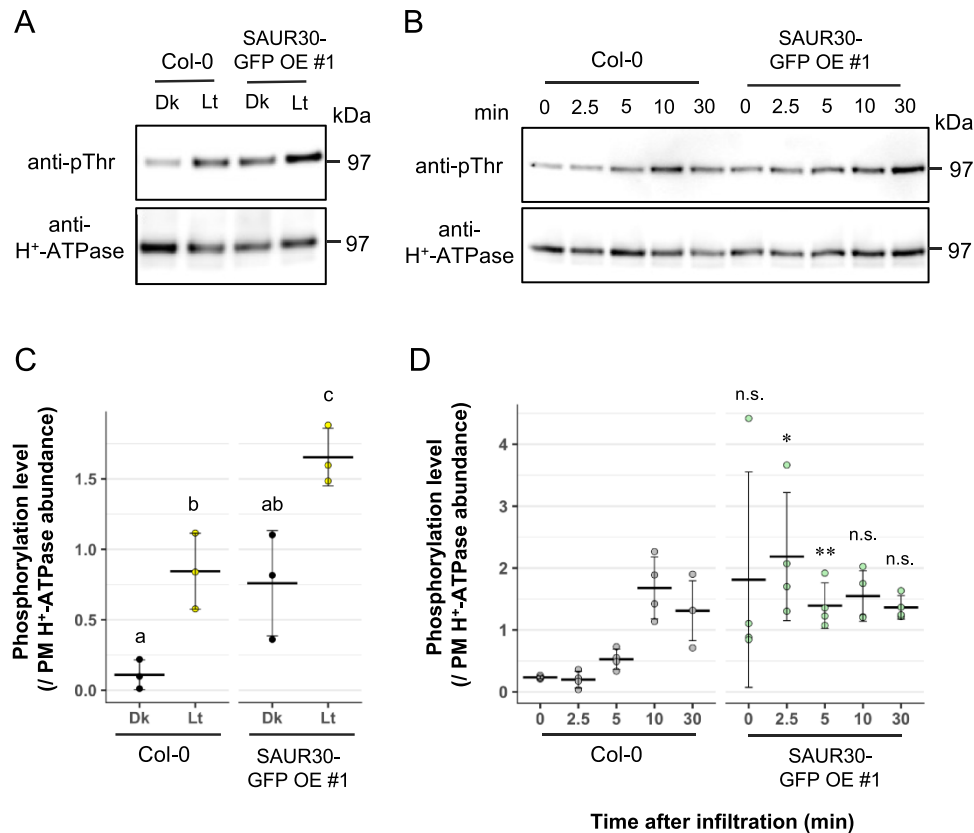 A
Col-0
SAUR30-
GFP OE #1
Dk Lt Dk Lt
kDa
anti-pThr
97
anti-
H⁺-ATPase
97
B
Col-0
SAUR30-
GFP OE #1
min 0 2.5 5 10 30 0 2.5 5 10 30
kDa
anti-pThr
97
anti-
H⁺-ATPase
97
C
Phosphorylation level
(/ PM H⁺-ATPase abundance)
1.5
1.0
0.5
0.0
a
b
ab
c
Dk Lt Dk Lt
Col-0
SAUR30-
GFP OE #1
D
Phosphorylation level
(/ PM H⁺-ATPase abundance)
4
3
2
1
0
n.s.
*
**
n.s.
n.s.
0 2.5 5 10 30 0 2.5 5 10 30
Col-0
SAUR30-
GFP OE #1
Time after infiltration (min)